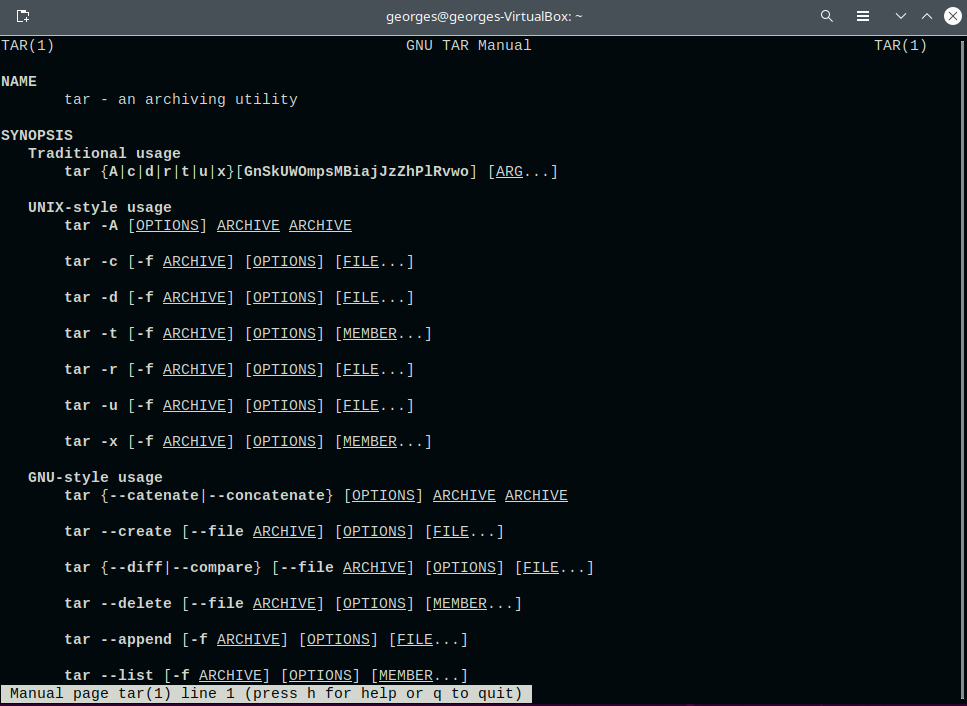 georges@georges-VirtualBox: ~
TAR(1) GNU TAR Manual TAR(1)
NAME
tar - an archiving utility
SYNOPSIS
Traditional usage
tar {A|c|d|r|t|u|x}[GnSkUWOmpsMBiajJzZhPlRvwo] [ARG...]
UNIX-style usage
tar -A [OPTIONS] ARCHIVE ARCHIVE
tar -c [-f ARCHIVE] [OPTIONS] [FILE...]
tar -d [-f ARCHIVE] [OPTIONS] [FILE...]
tar -t [-f ARCHIVE] [OPTIONS] [MEMBER...]
tar -r [-f ARCHIVE] [OPTIONS] [FILE...]
tar -u [-f ARCHIVE] [OPTIONS] [FILE...]
tar -x [-f ARCHIVE] [OPTIONS] [MEMBER...]
GNU-style usage
tar {--catenate|--concatenate} [OPTIONS] ARCHIVE ARCHIVE
tar --create [--file ARCHIVE] [OPTIONS] [FILE...]
tar {--diff|--compare} [--file ARCHIVE] [OPTIONS] [FILE...]
tar --delete [--file ARCHIVE] [OPTIONS] [MEMBER...]
tar --append [-f ARCHIVE] [OPTIONS] [FILE...]
tar --list [-f ARCHIVE] [OPTIONS] [MEMBER...]
Manual page tar(1) line 1 (press h for help or q to quit)